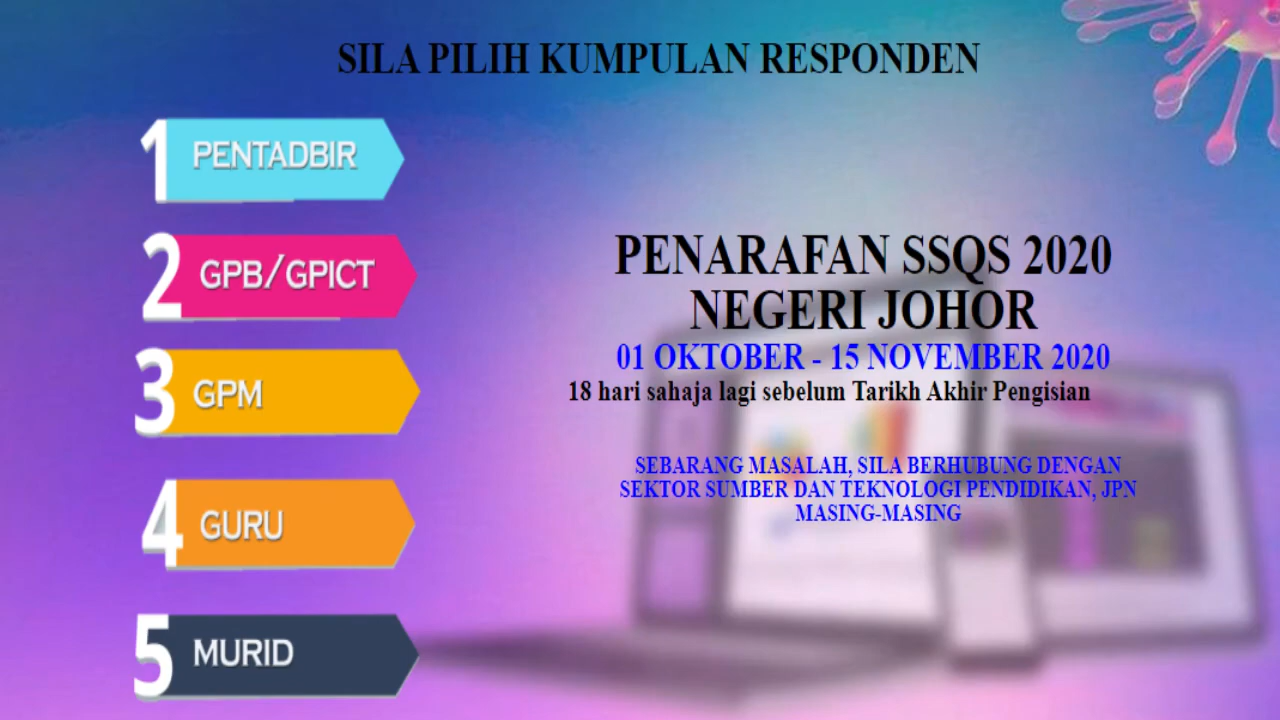 SILA PILIH KUMPULAN RESPONDEN
1 PENTADBIR
2 GPB/GPICT
3 GPM
4 GURU
5 MURID
PENARAFAN SSQS 2020
NEGERI JOHOR
01 OKTOBER - 15 NOVEMBER 2020
18 hari sahaja lagi sebelum Tarikh Akhir Pengisian
SEBARANG MASALAH, SILA BERHUBUNG DENGAN
SEKTOR SUMBER DAN TEKNOLOGI PENDIDIKAN, JPN
MASING-MASING